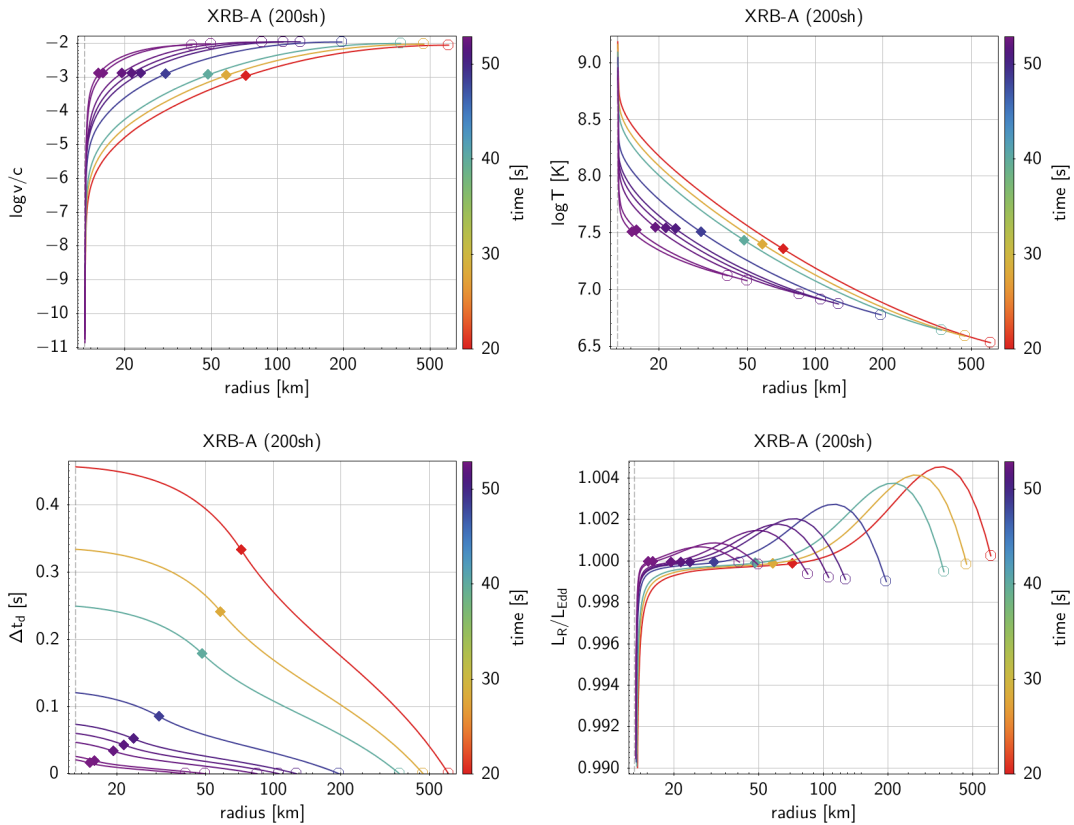 XRB-A (200sh)
−2
−3
−4
−5
−6
−7
−8
−9
−10
−11
log v/c
20 50 100 200 500
radius [km]
50
40
30
20
time [s]
XRB-A (200sh)
9.0
8.5
8.0
7.5
7.0
6.5
log T [K]
20 50 100 200 500
radius [km]
50
40
30
20
time [s]
XRB-A (200sh)
0.4
0.3
0.2
0.1
0
Δt_d [s]
20 50 100 200 500
radius [km]
50
40
30
20
time [s]
XRB-A (200sh)
1.004
1.002
1.000
0.998
0.996
0.994
0.992
0.990
L_R/L_Edd
20 50 100 200 500
radius [km]
50
40
30
20
time [s]